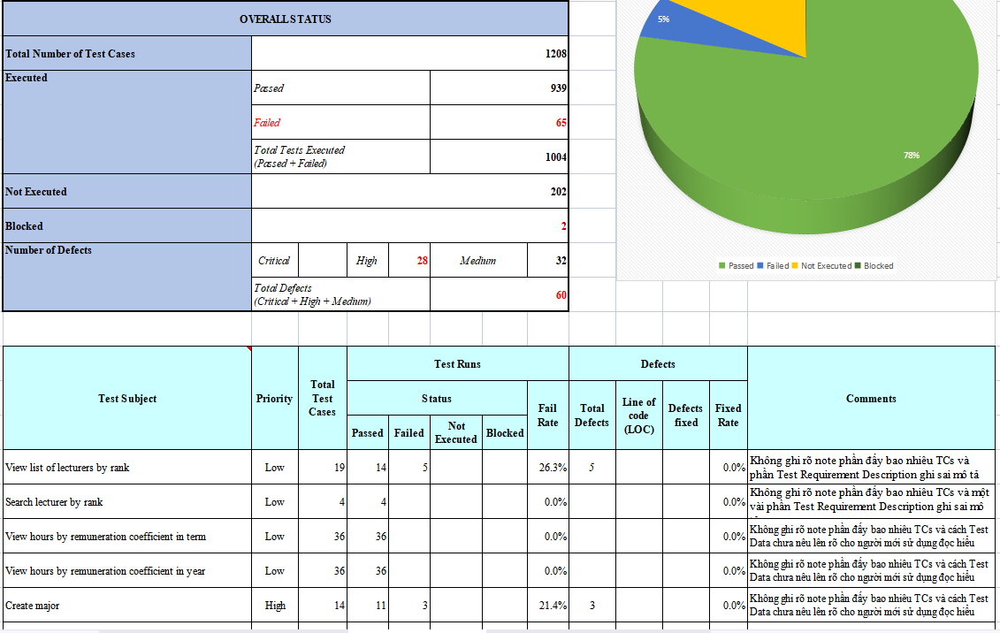 OVERALL STATUS
Total Number of Test Cases 1208
Executed
Passed 939
Failed 65
Total Tests Executed
(Passed + Failed) 1004
Not Executed 202
Blocked 2
Number of Defects
Critical High 28 Medium 32
Total Defects
(Critical + High + Medium) 60
5%
78%
Passed Failed Not Executed Blocked
Test Subject
Priority
Total
Test
Cases
Test Runs
Status
Passed
Failed
Not
Executed
Blocked
Fail
Rate
Defects
Total
Defects
Line of
code
(LOC)
Defects
fixed
Fixed
Rate
Comments
View list of lecturers by rank Low 19 14 5 26.3% 5 0.0%
Không ghi rõ note phần đấy bao nhiêu TCs và
phần Test Requirement Description ghi sai mô tả
Search lecturer by rank Low 4 4 0.0% 0.0%
Không ghi rõ note phần đấy bao nhiêu TCs và một
vài phần Test Requirement Description ghi sai mô
View hours by remuneration coefficient in term Low 36 36 0.0% 0.0%
Không ghi rõ note phần đấy bao nhiêu TCs và cách Test
Data chưa nêu lên rõ cho người mới sử dụng đọc hiểu
View hours by remuneration coefficient in year Low 36 36 0.0% 0.0%
Không ghi rõ note phần đấy bao nhiêu TCs và cách Test
Data chưa nêu lên rõ cho người mới sử dụng đọc hiểu
Create major High 14 11 3 21.4% 3 0.0%
Không ghi rõ note phần đấy bao nhiêu TCs và cách Test
Data chưa nêu lên rõ cho người mới sử dụng đọc hiểu